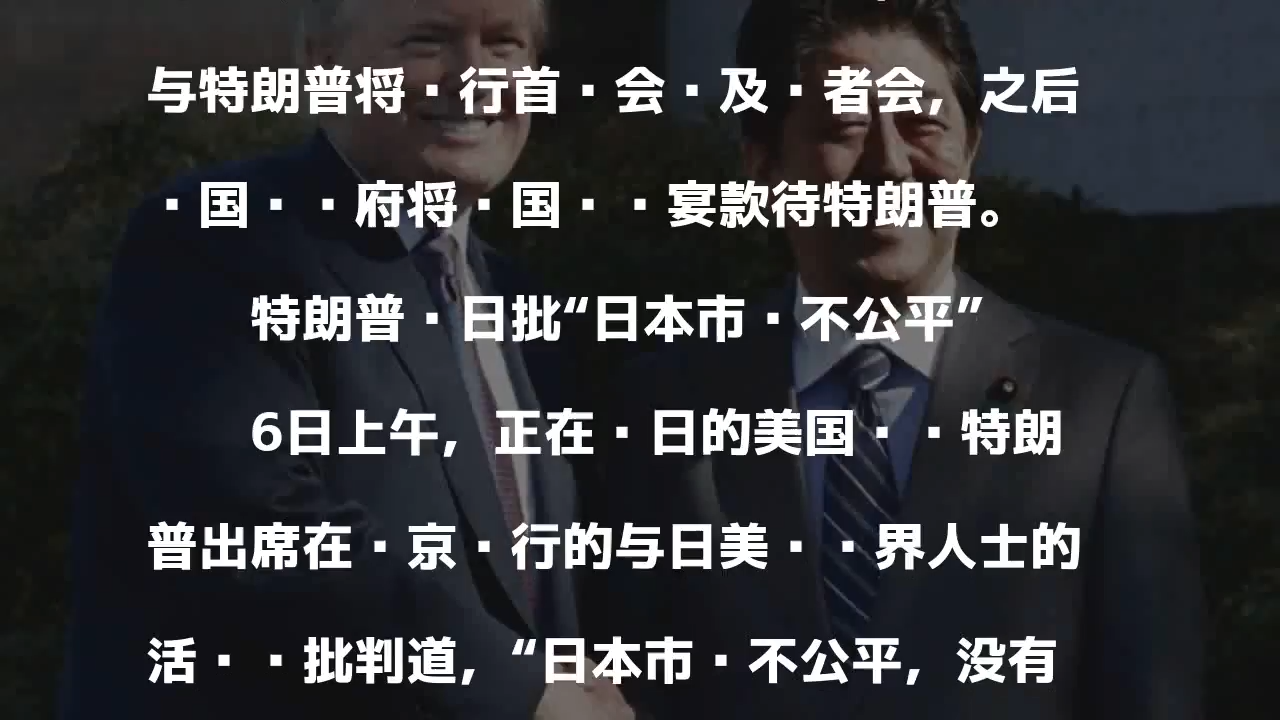 与特朗普将·行首·会·及·者会，之后
·国··府将·国··宴款待特朗普。
特朗普·日批“日本市·不公平”
6日上午，正在·日的美国··特朗
普出席在·京·行的与日美··界人士的
活··批判道，“日本市·不公平，没有